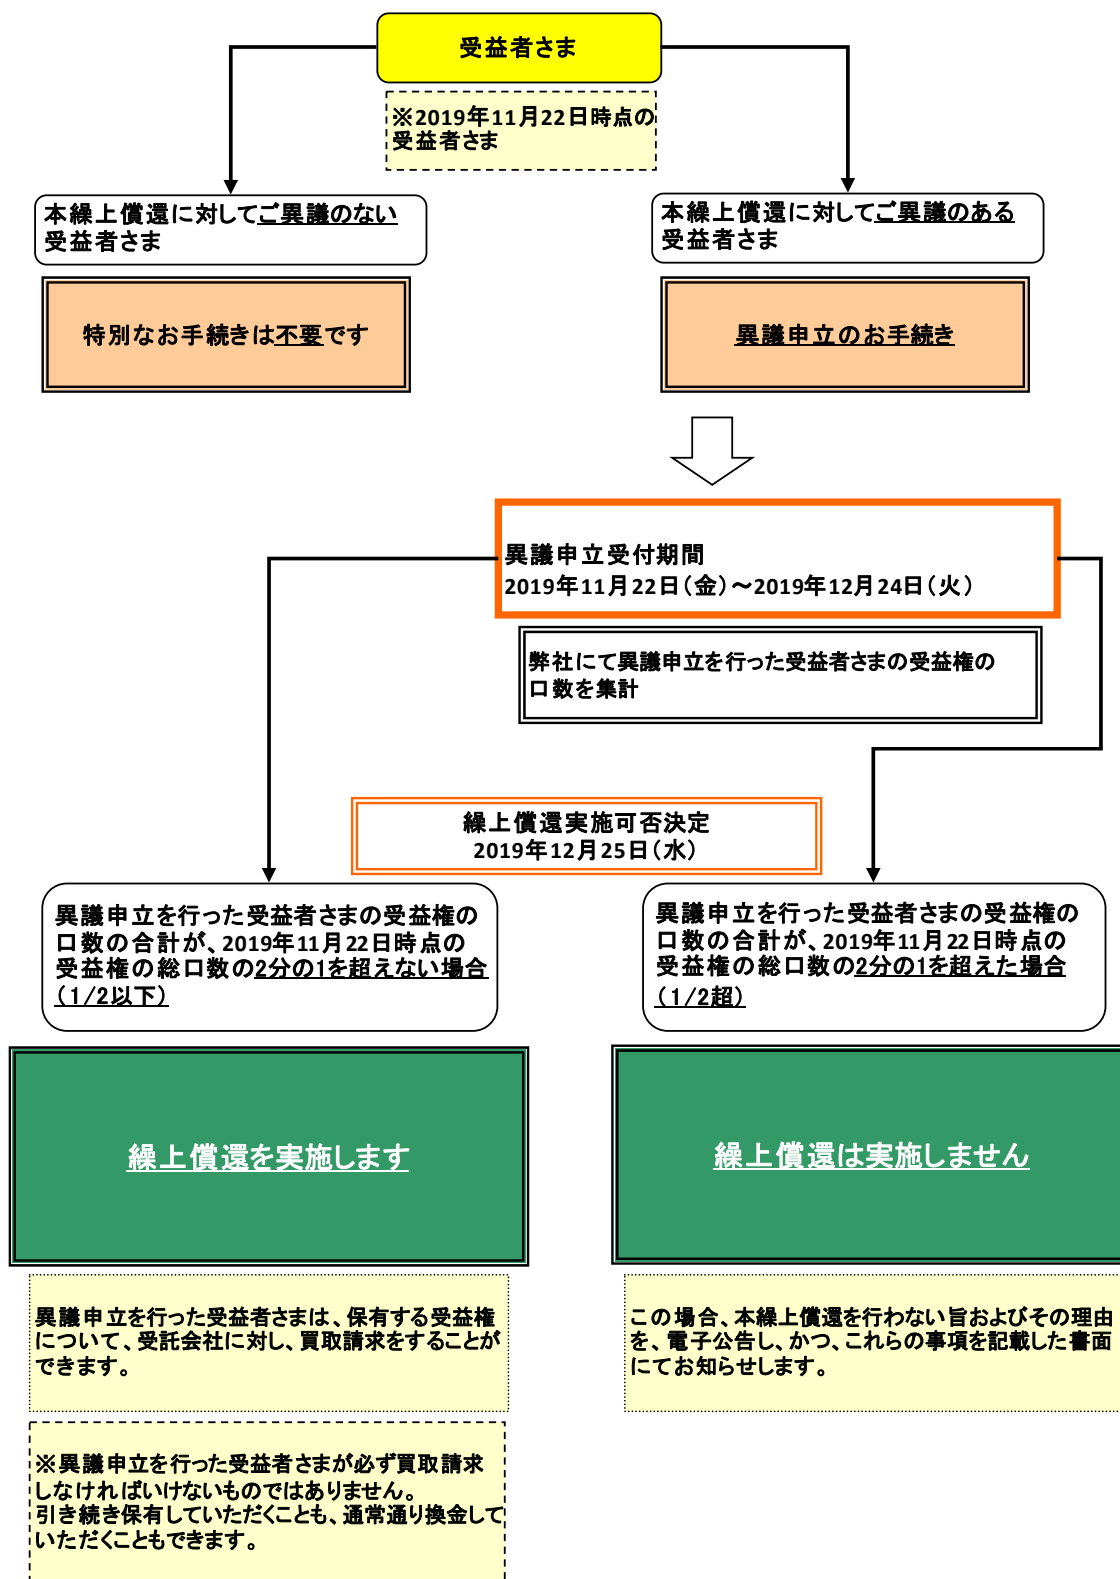 受益者さま
※2019年11月22日時点の
受益者さま
本繰上償還に対してご異議のない
受益者さま
本繰上償還に対してご異議のある
受益者さま
特別なお手続きは不要です
異議申立のお手続き
異議申立受付期間
2019年11月22日(金)～2019年12月24日(火)
弊社にて異議申立を行った受益者さまの受益権の
口数を集計
繰上償還実施可否決定
2019年12月25日(水)
異議申立を行った受益者さまの受益権の
口数の合計が、2019年11月22日時点の
受益権の総口数の2分の1を超えない場合
(1/2以下)
異議申立を行った受益者さまの受益権の
口数の合計が、2019年11月22日時点の
受益権の総口数の2分の1を超えた場合
(1/2超)
繰上償還を実施します
繰上償還は実施しません
異議申立を行った受益者さまは、保有する受益権
について、受託会社に対し、買取請求をすることが
できます。
この場合、本繰上償還を行わない旨およびその理由
を、電子公告し、かつ、これらの事項を記載した書面
にてお知らせします。
※異議申立を行った受益者さまが必ず買取請求
しなければいけないものではありません。
引き続き保有していただくことも、通常通り換金して
いただくこともできます。